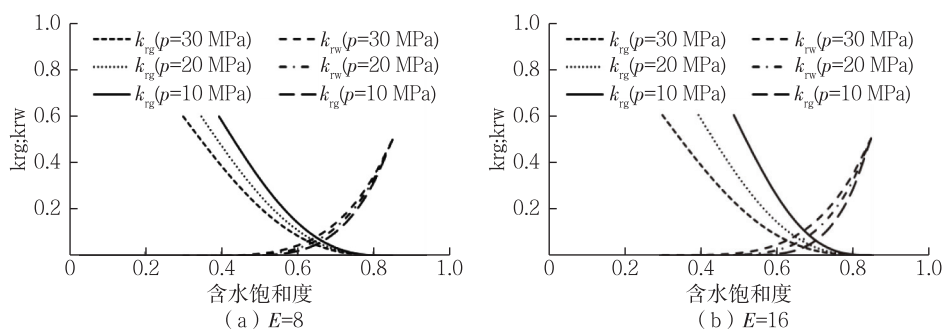 1.0
k_rg(p=30 MPa) k_rw(p=30 MPa)
0.8
k_rg(p=20 MPa) k_rw(p=20 MPa)
0.6
k_rg(p=10 MPa) k_rg(p=10 MPa)
0.4
0.2
krg;krw
0 0.2 0.4 0.6 0.8 1.0
含水饱和度
（a）E=8
1.0
k_rg(p=30 MPa) k_rw(p=30 MPa)
0.8
k_rg(p=20 MPa) k_rw(p=20 MPa)
0.6
k_rg(p=10 MPa) k_rg(p=10 MPa)
0.4
0.2
krg;krw
0 0.2 0.4 0.6 0.8 1.0
含水饱和度
（b）E=16